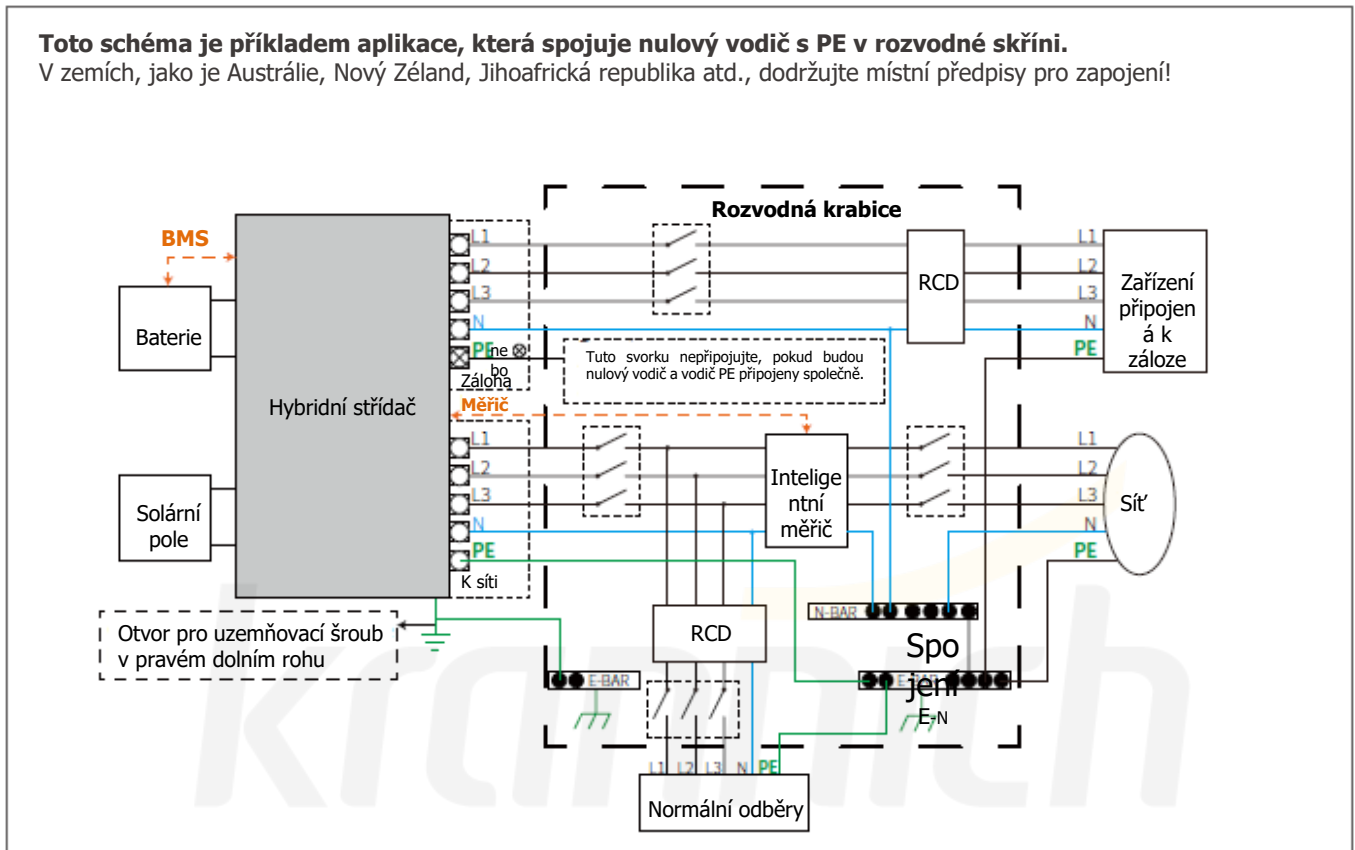 Toto schéma je příkladem aplikace, která spojuje nulový vodič s PE v rozvodné skříni.
V zemích, jako je Austrálie, Nový Zéland, Jihoafrická republika atd., dodržujte místní předpisy pro zapojení!
Rozvodná krabice
BMS
Baterie
Hybridní střídač
Solární
pole
L1
L2
L3
N
PE
ne
bo
Záloha
Tuto svorku nepřipojujte, pokud budou
nulový vodič a vodič PE připojeny společně.
RCD
L1
L2
L3
N
PE
Zařízení
připojen
á k
záloze
Měřič
L1
L2
L3
N
PE
K síti
Intelige
ntní
měřič
L1
L2
L3
N
PE
Síť
Otvor pro uzemňovací šroub
v pravém dolním rohu
RCD
N-BAR
Spo
jení
E-N
E-BAR
E-BAR
L1 L2 L3 N PE
Normální odběry
krannich